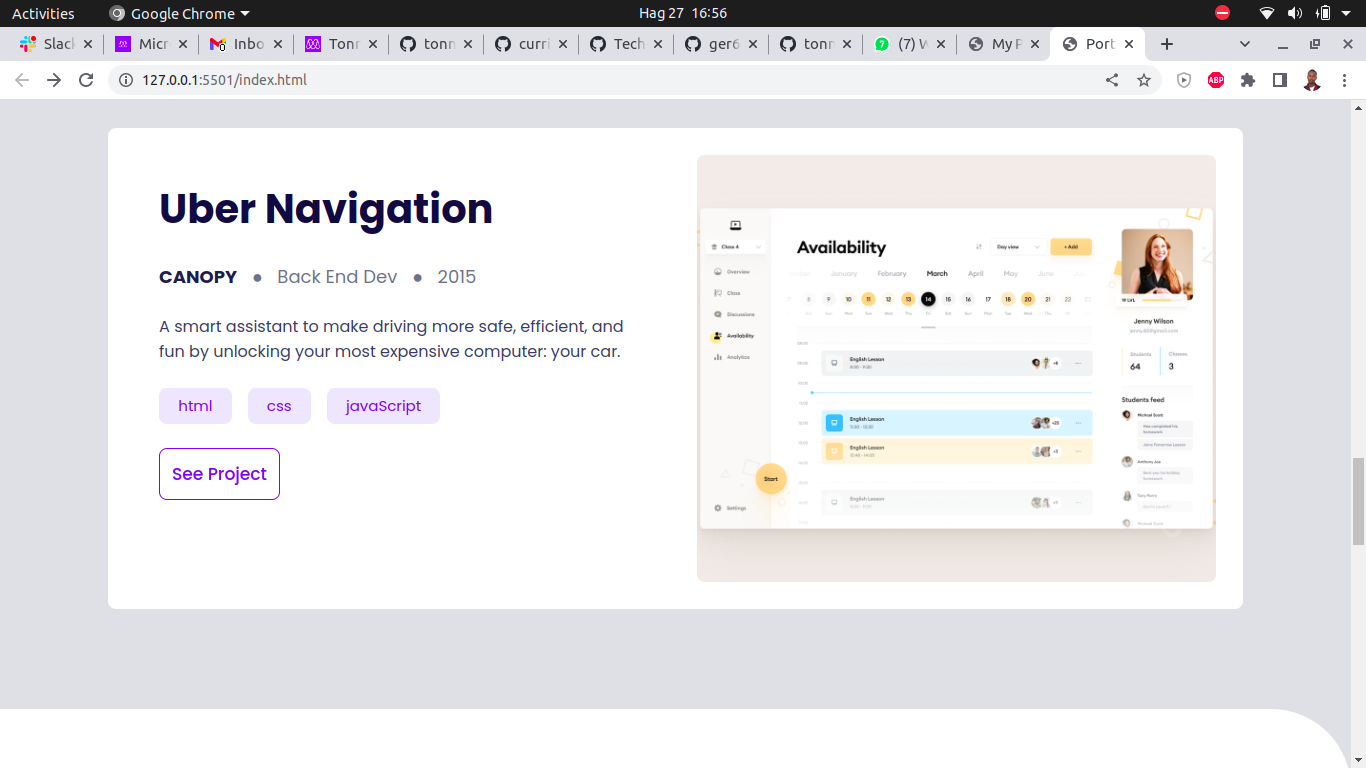 Activities
Google Chrome
Hag 27 16:56
Slac
Micr
Inbo
Tonr
tonn
curri
Tech
ger6
tonn
(7) W
My P
Port
127.0.0.1:5501/index.html
ABP
Uber Navigation
CANOPY ● Back End Dev ● 2015
A smart assistant to make driving more safe, efficient, and
fun by unlocking your most expensive computer: your car.
html css javaScript
See Project
Class 4
Overview
Class
Discussions
Availability
Analytics
Start
Settings
Availability
Day view
+ Add
January February March April May June
8 9 10 11 12 13 14 15 16 17 18 20 21 22
English Lesson
English Lesson
+25
English Lesson
English Lesson
Jenny Wilson
Students Classes
64 3
Students feed
Michael Scott
Anthony Joe
Michael Scott